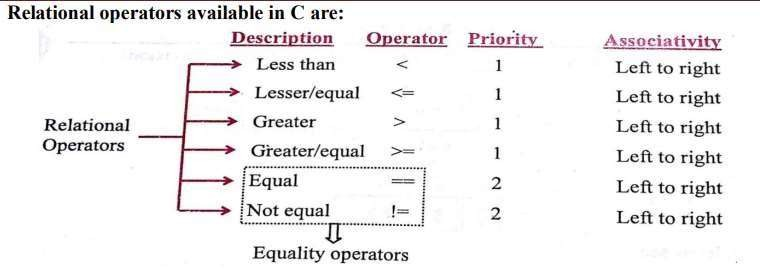 Relational operators available in C are:
Description Operator Priority Associativity
Less than < 1 Left to right
Lesser/equal <= 1 Left to right
Relational Operators
Greater > 1 Left to right
Greater/equal >= 1 Left to right
Equal == 2 Left to right
Not equal != 2 Left to right
Equality operators